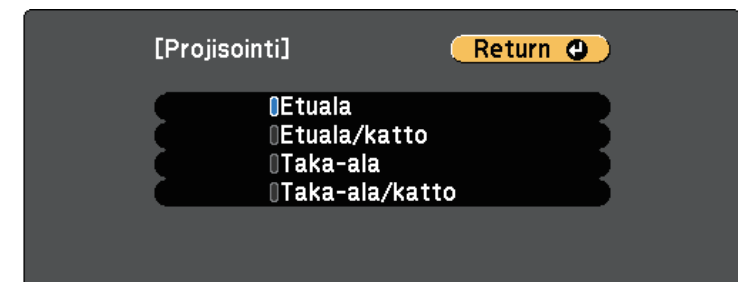 [Projisointi] Return
Etuala
Etuala/katto
Taka-ala
Taka-ala/katto